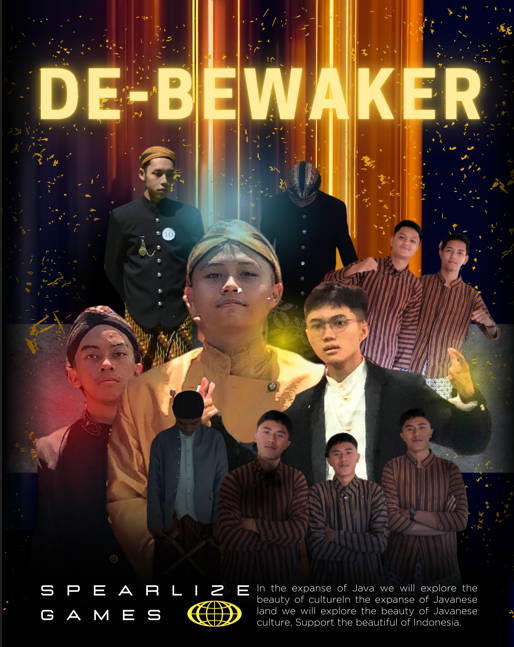 DE-BEWAKER
SPEARLIZE
GAMES
In the expanse of Java we will explore the
beauty of cultureIn the expanse of Javanese
land we will explore the beauty of Javanese
culture, Support the beautiful of Indonesia.